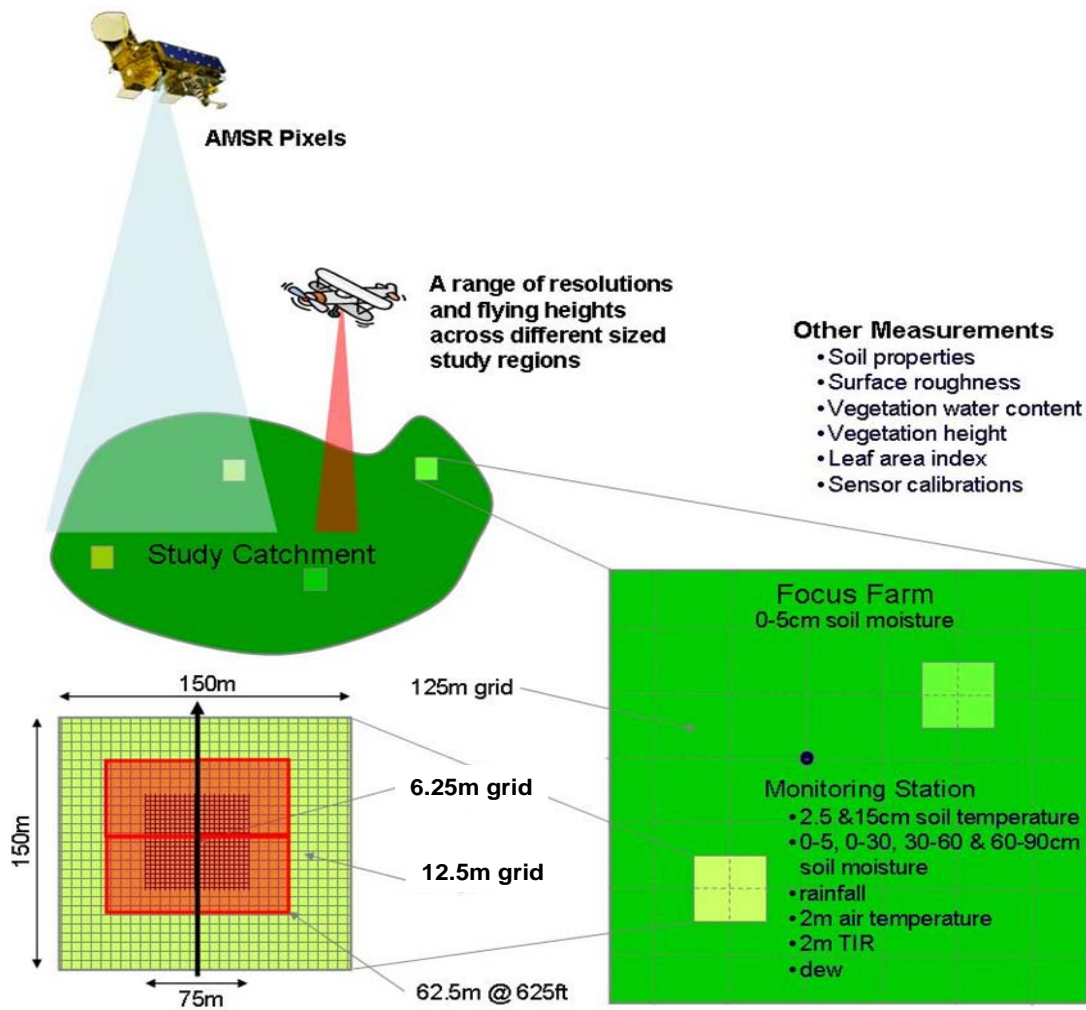 AMSR Pixels
A range of resolutions
and flying heights
across different sized
study regions
Other Measurements
•Soil properties
•Surface roughness
•Vegetation water content
•Vegetation height
•Leaf area index
•Sensor calibrations
Study Catchment
Focus Farm
0-5cm soil moisture
125m grid
Monitoring Station
•2.5 &15cm soil temperature
•0-5, 0-30, 30-60 & 60-90cm
soil moisture
•rainfall
•2m air temperature
•2m TIR
•dew
150m
150m
6.25m grid
12.5m grid
75m
62.5m @ 625ft